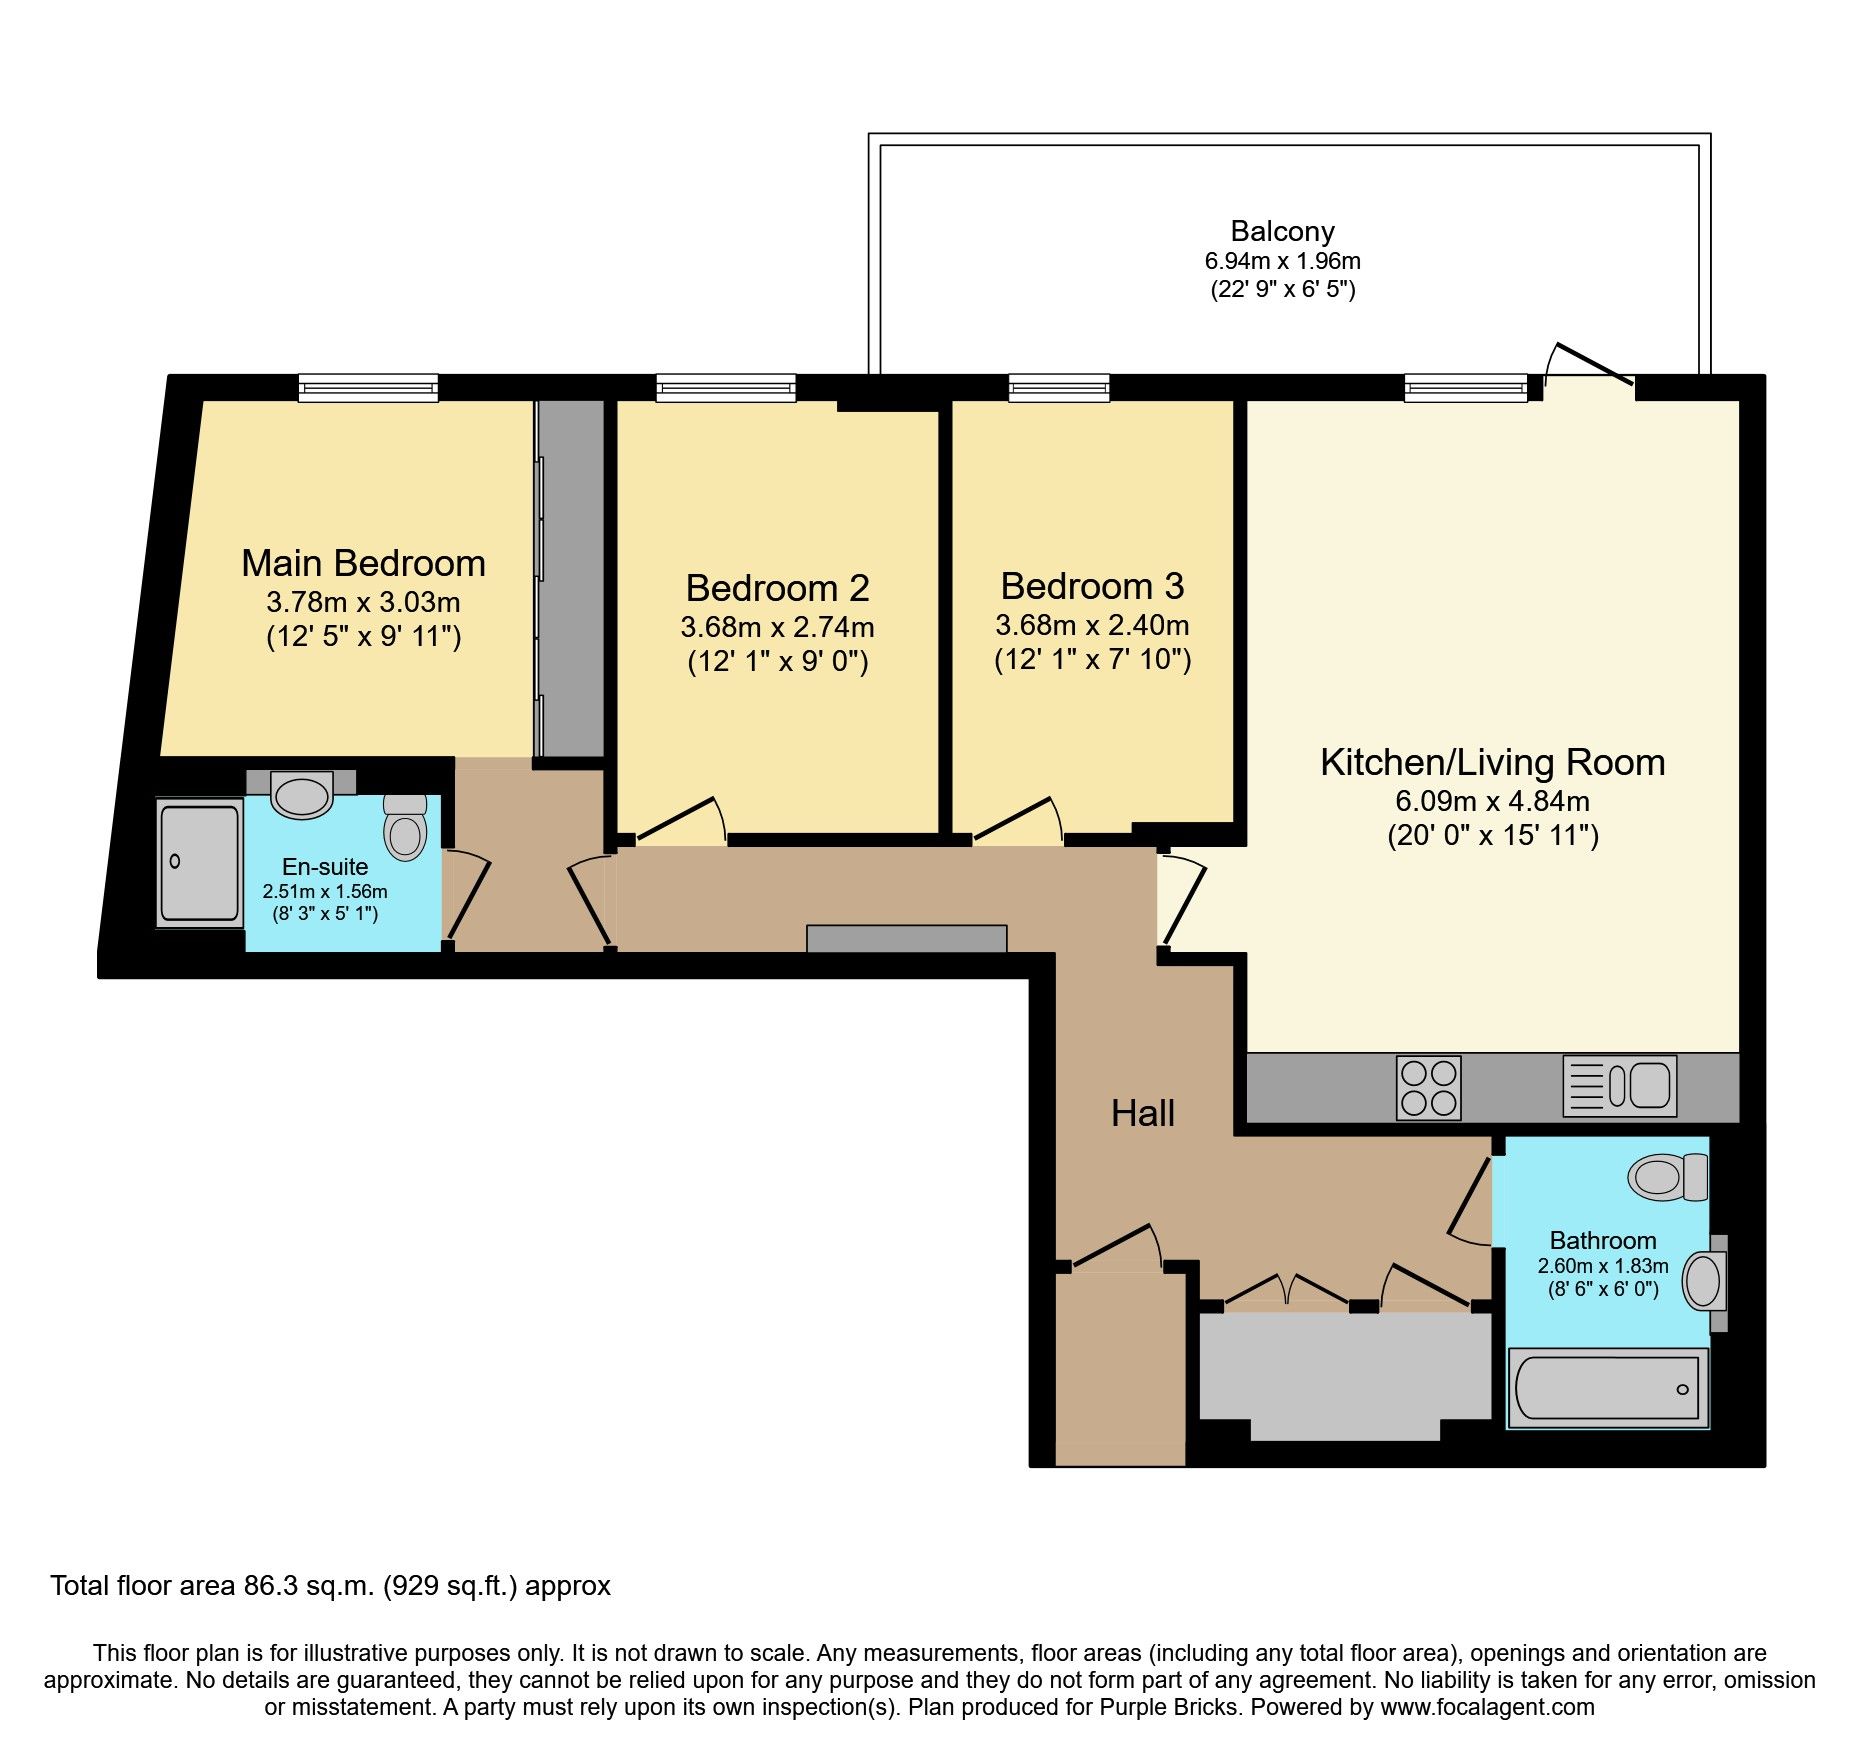 Balcony
6.94m x 1.96m
(22' 9" x 6' 5")
Main Bedroom
3.78m x 3.03m
(12' 5" x 9' 11")
Bedroom 2
3.68m x 2.74m
(12' 1" x 9' 0")
Bedroom 3
3.68m x 2.40m
(12' 1" x 7' 10")
Kitchen/Living Room
6.09m x 4.84m
(20' 0" x 15' 11")
En-suite
2.51m x 1.56m
(8' 3" x 5' 1")
Hall
Bathroom
2.60m x 1.83m
(8' 6" x 6' 0")
Total floor area 86.3 sq.m. (929 sq.ft.) approx
This floor plan is for illustrative purposes only. It is not drawn to scale. Any measurements, floor areas (including any total floor area), openings and orientation are
approximate. No details are guaranteed, they cannot be relied upon for any purpose and they do not form part of any agreement. No liability is taken for any error, omission
or misstatement. A party must rely upon its own inspection(s). Plan produced for Purple Bricks. Powered by www.focalagent.com